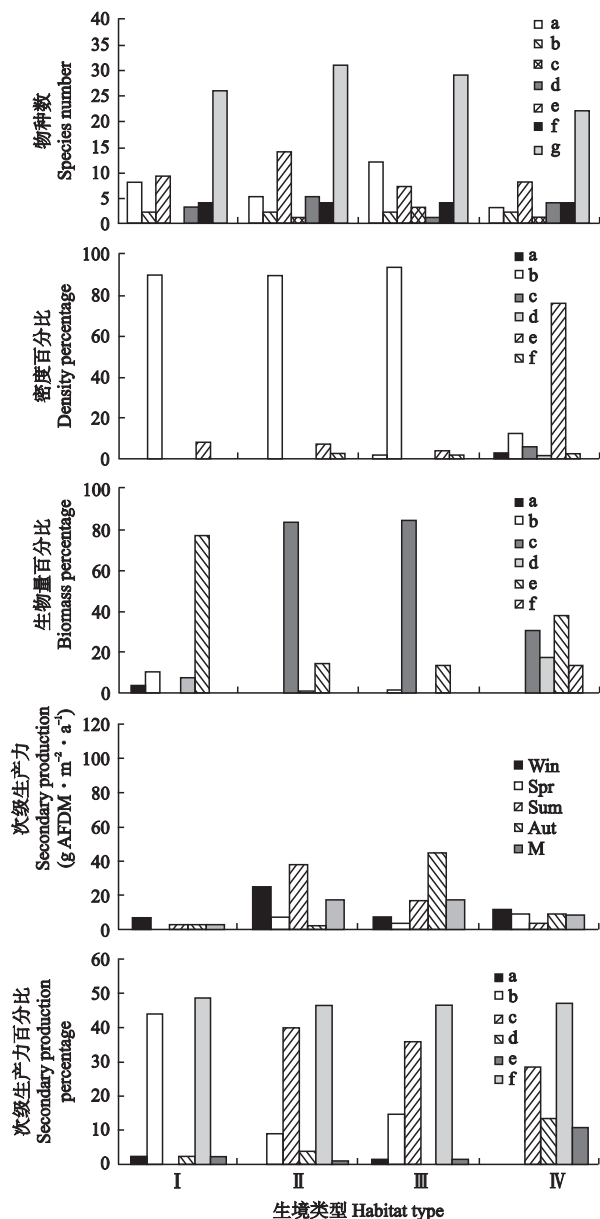 物种数
Species number
40
35
30
25
20
15
10
5
0
a
b
c
d
e
f
g
密度百分比
Density percentage
100
80
60
40
20
0
a
b
c
d
e
f
生物量百分比
Biomass percentage
100
80
60
40
20
0
a
b
c
d
e
f
次级生产力
Secondary production
(g AFDM·m⁻²·a⁻¹)
120
100
80
60
40
20
0
Win
Spr
Sum
Aut
M
次级生产力百分比
Secondary production
percentage
60
50
40
30
20
10
0
a
b
c
d
e
f
Ⅰ Ⅱ Ⅲ Ⅳ
生境类型 Habitat type